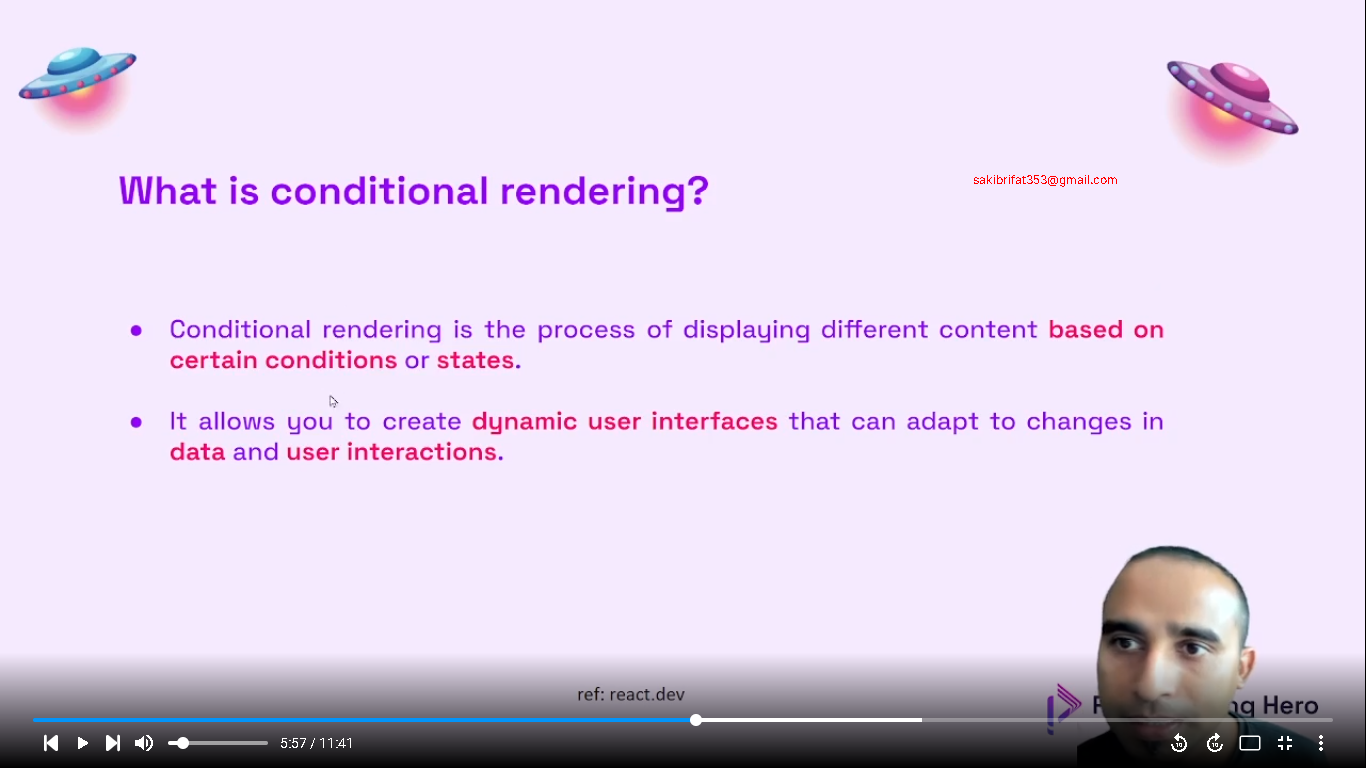 What is conditional rendering?
sakibrifat353@gmail.com
● Conditional rendering is the process of displaying different content based on
certain conditions or states.
● It allows you to create dynamic user interfaces that can adapt to changes in
data and user interactions.
ref: react.dev
ng Hero
5:57 / 11:41
10
10